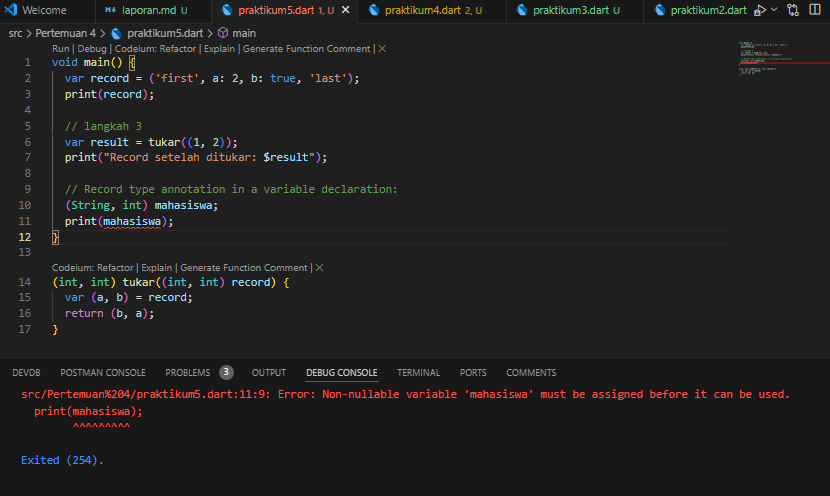 Welcome laporan.md U praktikum5.dart 1, U praktikum4.dart 2, U praktikum3.dart U praktikum2.dart
src > Pertemuan 4 > praktikum5.dart > main
Run | Debug | Codeium: Refactor | Explain | Generate Function Comment | ×
1 void main() {
2 var record = ('first', a: 2, b: true, 'last');
3 print(record);
4
5 // langkah 3
6 var result = tukar((1, 2));
7 print("Record setelah ditukar: $result");
8
9 // Record type annotation in a variable declaration:
10 (String, int) mahasiswa;
11 print(mahasiswa);
12 }
13
Codeium: Refactor | Explain | Generate Function Comment | ×
14 (int, int) tukar((int, int) record) {
15 var (a, b) = record;
16 return (b, a);
17 }
DEVDB POSTMAN CONSOLE PROBLEMS 3 OUTPUT DEBUG CONSOLE TERMINAL PORTS COMMENTS
src/Pertemuan%204/praktikum5.dart:11:9: Error: Non-nullable variable 'mahasiswa' must be assigned before it can be used.
print(mahasiswa);
^^^^^^^^^
Exited (254).